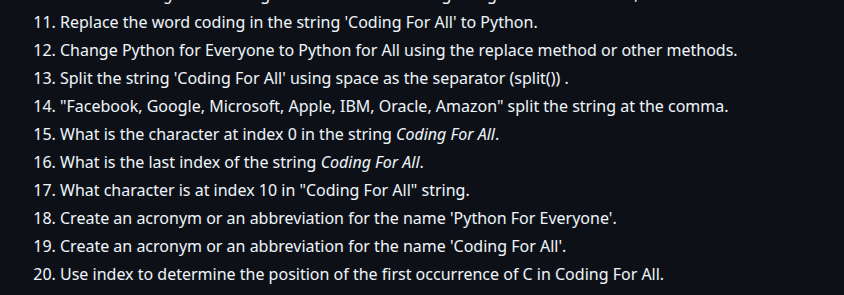 11. Replace the word coding in the string 'Coding For All' to Python.
12. Change Python for Everyone to Python for All using the replace method or other methods.
13. Split the string 'Coding For All' using space as the separator (split()) .
14. "Facebook, Google, Microsoft, Apple, IBM, Oracle, Amazon" split the string at the comma.
15. What is the character at index 0 in the string Coding For All.
16. What is the last index of the string Coding For All.
17. What character is at index 10 in "Coding For All" string.
18. Create an acronym or an abbreviation for the name 'Python For Everyone'.
19. Create an acronym or an abbreviation for the name 'Coding For All'.
20. Use index to determine the position of the first occurrence of C in Coding For All.